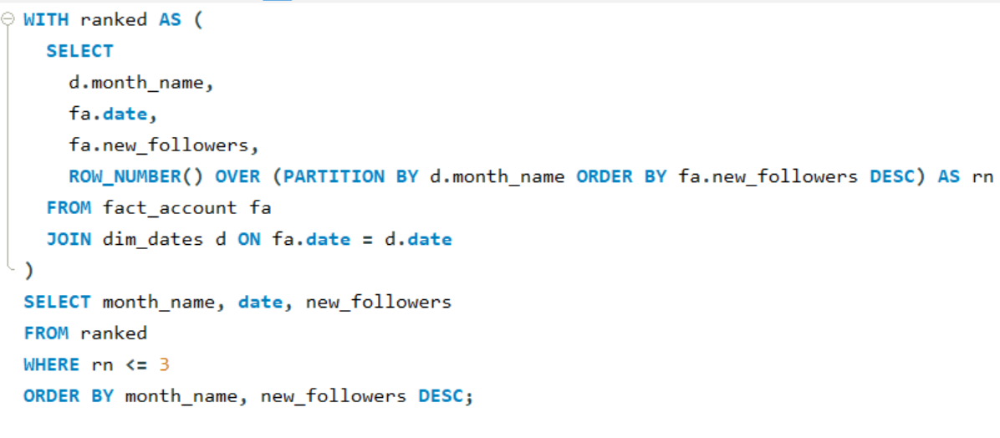 WITH ranked AS (
SELECT
d.month_name,
fa.date,
fa.new_followers,
ROW_NUMBER() OVER (PARTITION BY d.month_name ORDER BY fa.new_followers DESC) AS rn
FROM fact_account fa
JOIN dim_dates d ON fa.date = d.date
)
SELECT month_name, date, new_followers
FROM ranked
WHERE rn <= 3
ORDER BY month_name, new_followers DESC;